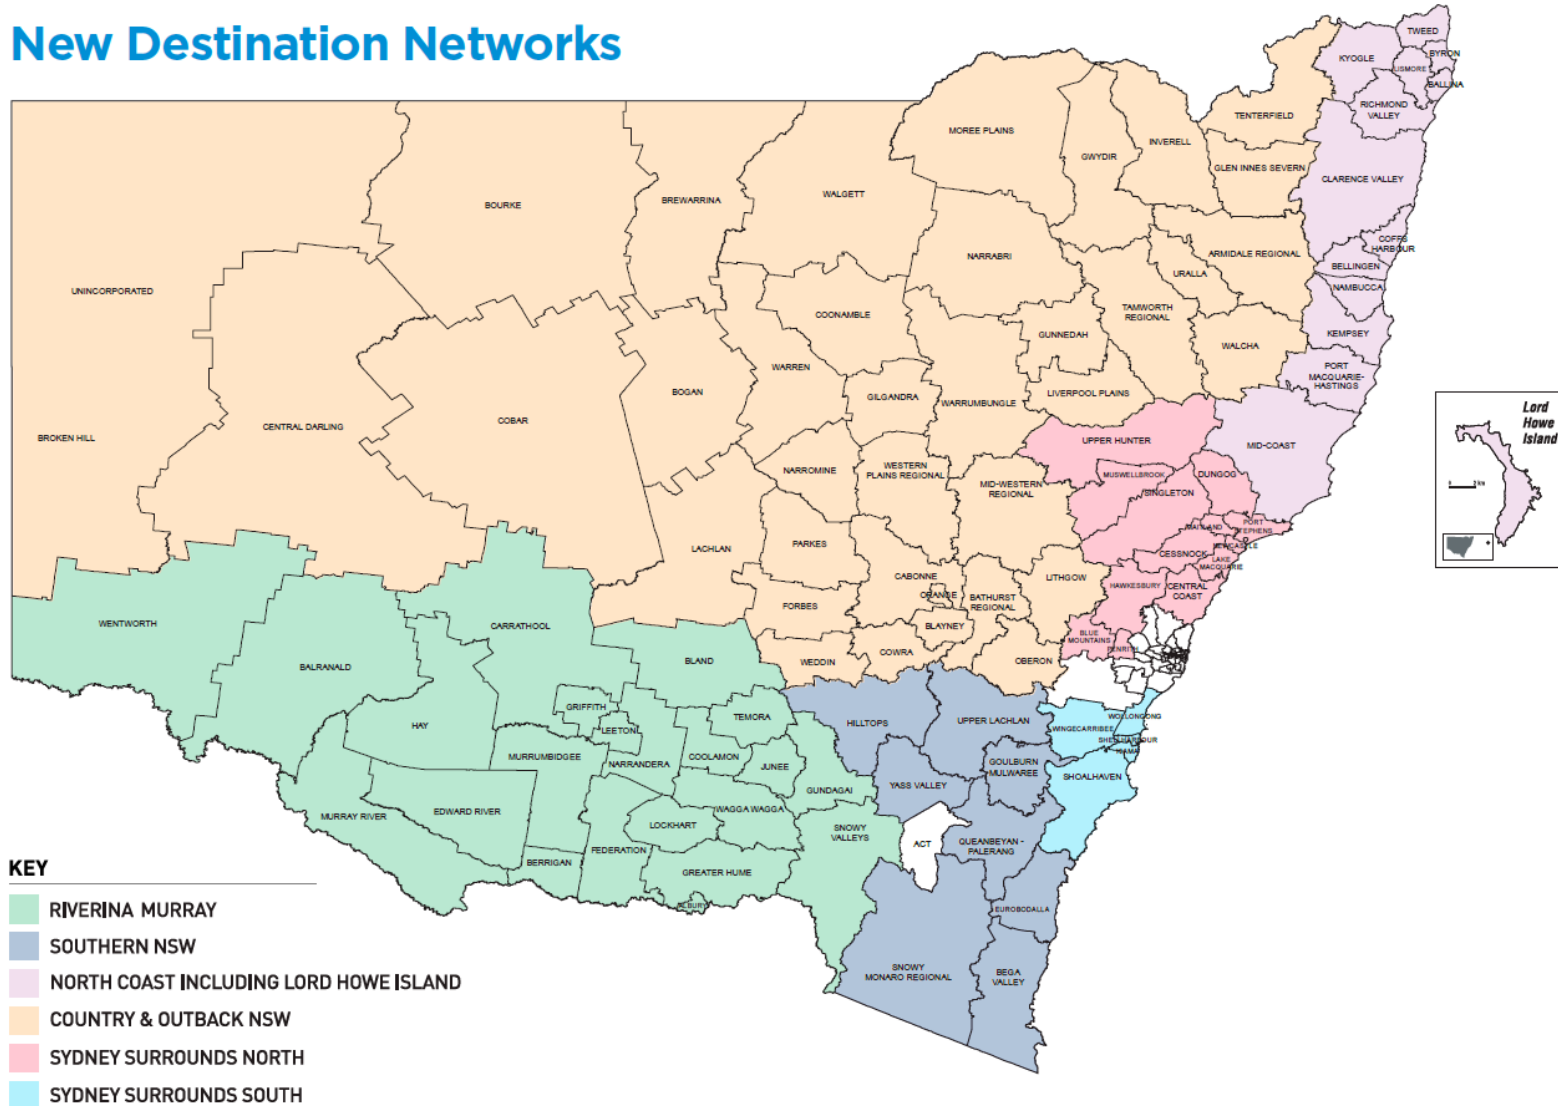 New Destination Networks
TWEED
KYOGLE
BYRON
LISMORE
BALLINA
RICHMOND
VALLEY
TENTERFIELD
MOREE PLAINS
INVERELL
GWYDIR
GLEN INNES SEVERN
CLARENCE VALLEY
WALGETT
BREWARRINA
BOURKE
COFFS
HARBOUR
ARMIDALE REGIONAL
NARRABRI
URALLA
BELLINGEN
NAMBUCCA
UNINCORPORATED
COONAMBLE
TAMWORTH
REGIONAL
GUNNEDAH
KEMPSEY
WALCHA
WARREN
PORT
MACQUARIE-
HASTINGS
BOGAN
GILGANDRA
WARRUMBUNGLE
LIVERPOOL PLAINS
COBAR
CENTRAL DARLING
BROKEN HILL
UPPER HUNTER
MID-COAST
Lord
Howe
Island
0 2 km
NARROMINE
WESTERN
PLAINS REGIONAL
MID-WESTERN
REGIONAL
MUSWELLBROOK
DUNGOG
SINGLETON
MAITLAND
PORT
STEPHENS
NEWCASTLE
CESSNOCK
LAKE
MACQUARIE
LACHLAN
PARKES
CABONNE
LITHGOW
HAWKESBURY
CENTRAL
COAST
ORANGE
BATHURST
REGIONAL
FORBES
BLAYNEY
WENTWORTH
CARRATHOOL
BLUE
MOUNTAINS
PENRITH
BALRANALD
BLAND
WEDDIN
COWRA
OBERON
GRIFFITH
TEMORA
HILLTOPS
UPPER LACHLAN
WOLLONGONG
WINGECARRIBEE
SHELLHARBOUR
KIAMA
HAY
LEETON
MURRUMBIDGEE
NARRANDERA
COOLAMON
JUNEE
GOULBURN
MULWAREE
SHOALHAVEN
GUNDAGAI
YASS VALLEY
MURRAY RIVER
EDWARD RIVER
WAGGA WAGGA
LOCKHART
SNOWY
VALLEYS
ACT
QUEANBEYAN -
PALERANG
FEDERATION
BERRIGAN
GREATER HUME
ALBURY
EUROBODALLA
SNOWY
MONARO REGIONAL
BEGA
VALLEY
KEY
RIVERINA MURRAY
SOUTHERN NSW
NORTH COAST INCLUDING LORD HOWE ISLAND
COUNTRY & OUTBACK NSW
SYDNEY SURROUNDS NORTH
SYDNEY SURROUNDS SOUTH